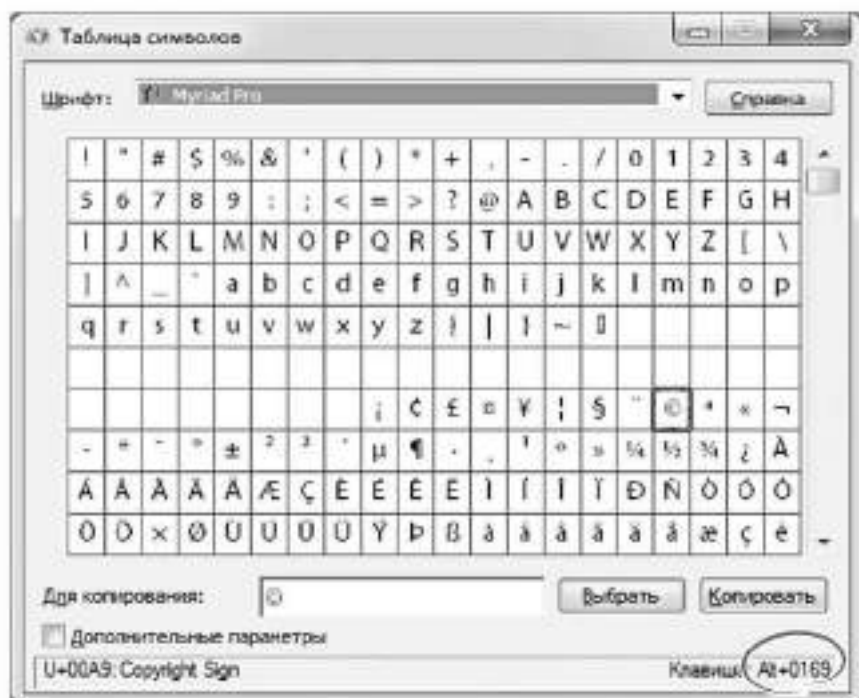 Таблица символов
Шрифт: Myriad Pro Справка
! " # $ % & ' ( ) * + , - . / 0 1 2 3 4
5 6 7 8 9 : ; < = > ? @ A B C D E F G H
I J K L M N O P Q R S T U V W X Y Z [ \
] ^ _ ` a b c d e f g h i j k l m n o p
q r s t u v w x y z { | } ~
¡ ¢ £ ¤ ¥ ¦ § ¨ © ª « ¬
- ® ¯ ° ± ² ³ ´ µ ¶ · ¸ ¹ º » ¼ ½ ¾ ¿ À
Á Â Ã Ä Å Æ Ç È É Ê Ë Ì Í Î Ï Ð Ñ Ò Ó Ô
Õ Ö × Ø Ù Ú Û Ü Ý Þ ß à á â ã ä å æ ç è
Для копирования: © Выбрать Копировать
Дополнительные параметры
U+00A9: Copyright Sign Клавиши: Alt+0169